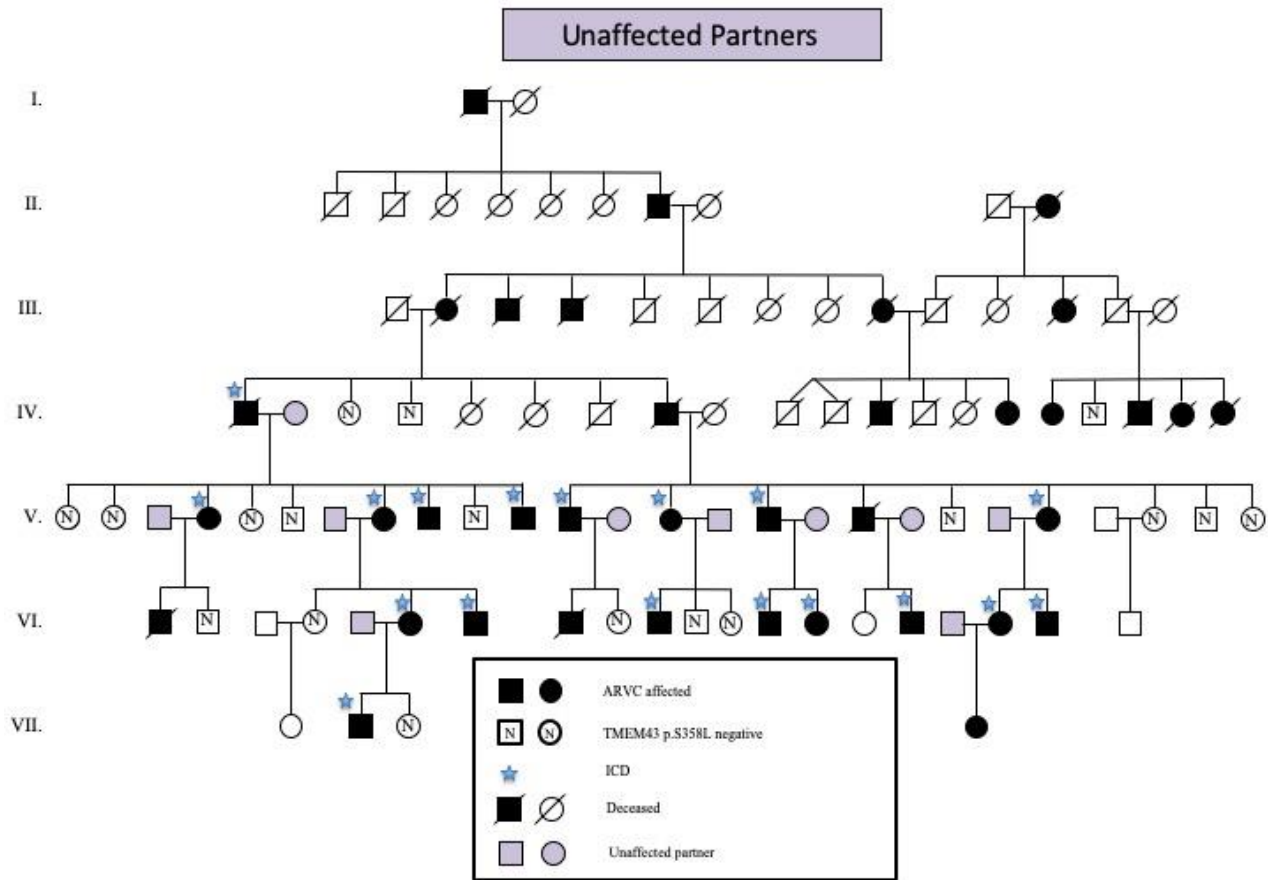 Unaffected Partners
I.
II.
III.
IV. N N N
V. N N N N N N N N N
VI. N N N N N
VII. N
ARVC affected
N N TMEM43 p.S358L negative
ICD
Deceased
Unaffected partner